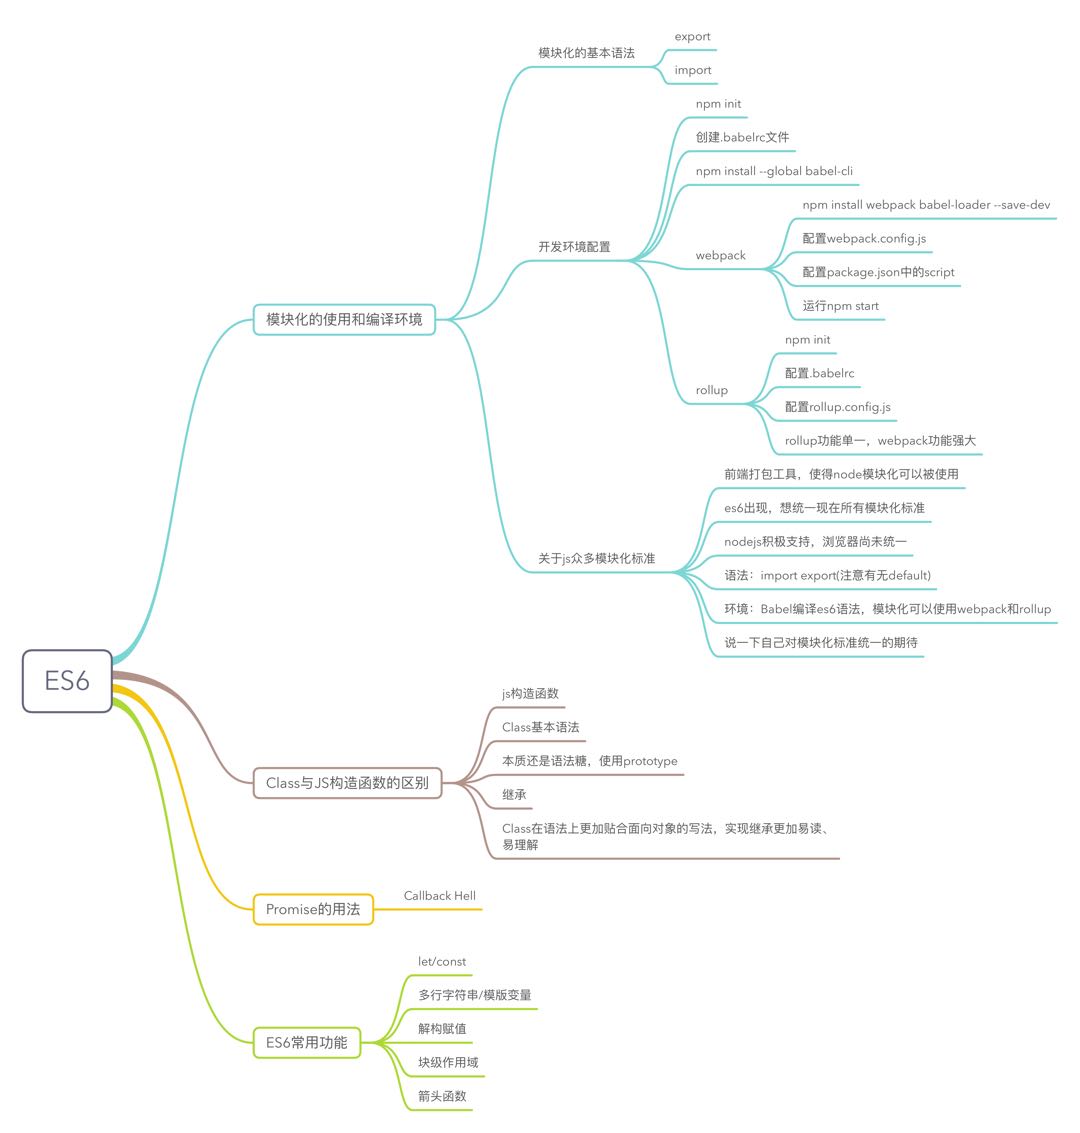 ES6
模块化的使用和编译环境
模块化的基本语法
export
import
开发环境配置
npm init
创建.babelrc文件
npm install --global babel-cli
webpack
npm install webpack babel-loader --save-dev
配置webpack.config.js
配置package.json中的script
运行npm start
rollup
npm init
配置.babelrc
配置rollup.config.js
rollup功能单一，webpack功能强大
关于js众多模块化标准
前端打包工具，使得node模块化可以被使用
es6出现，想统一现在所有模块化标准
nodejs积极支持，浏览器尚未统一
语法：import export(注意有无default)
环境：Babel编译es6语法，模块化可以使用webpack和rollup
说一下自己对模块化标准统一的期待
Class与JS构造函数的区别
js构造函数
Class基本语法
本质还是语法糖，使用prototype
继承
Class在语法上更加贴合面向对象的写法，实现继承更加易读、
易理解
Promise的用法
Callback Hell
ES6常用功能
let/const
多行字符串/模版变量
解构赋值
块级作用域
箭头函数